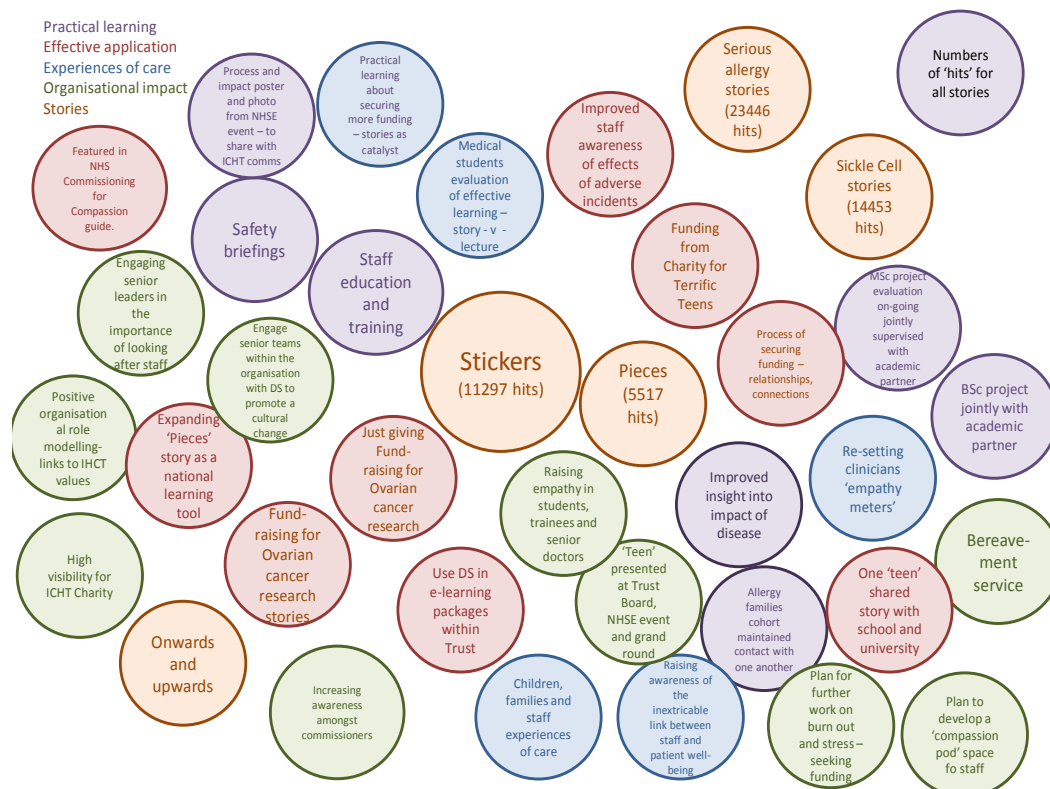 Practical learning
Effective application
Experiences of care
Organisational impact
Stories
Process and
impact poster
and photo
from NHSE
event – to
share with
ICHT comms
Practical
learning
about
securing
more funding
– stories as
catalyst
Serious
allergy
stories
(23446
hits)
Numbers
of 'hits' for
all stories
Featured in
NHS
Commissioning
for
Compassion
guide.
Medical
students
evaluation
of effective
learning –
story - v -
lecture
Improved
staff
awareness
of effects
of adverse
incidents
Sickle Cell
stories
(14453
hits)
Safety
briefings
Staff
education
and
training
Funding
from
Charity for
Terrific
Teens
Engaging
senior
leaders in
the
importance
of looking
after staff
Engage
senior teams
within the
organisation
with DS to
promote a
cultural
change
Stickers
(11297 hits)
Pieces
(5517
hits)
Process of
securing
funding –
relationships,
connections
MSc project
evaluation
on-going
jointly
supervised
with
academic
partner
BSc project
jointly with
academic
partner
Positive
organisation
al role
modelling-
links to IHCT
values
Expanding
'Pieces'
story as a
national
learning
tool
Just giving
Fund-
raising for
Ovarian
cancer
research
Raising
empathy in
students,
trainees and
senior
doctors
Improved
insight into
impact of
disease
Re-setting
clinicians
'empathy
meters'
High
visibility for
ICHT Charity
Fund-
raising for
Ovarian
cancer
research
stories
Use DS in
e-learning
packages
within
Trust
'Teen'
presented
at Trust
Board,
NHSE event
and grand
round
Allergy
families
cohort
maintained
contact with
one another
One 'teen'
shared
story with
school and
university
Bereave-
ment
service
Onwards
and
upwards
Increasing
awareness
amongst
commissioners
Children,
families and
staff
experiences
of care
Raising
awareness of
the
inextricable
link between
staff and
patient well-
being
Plan for
further
work on
burn out
and stress –
seeking
funding
Plan to
develop a
'compassion
pod' space
fo staff